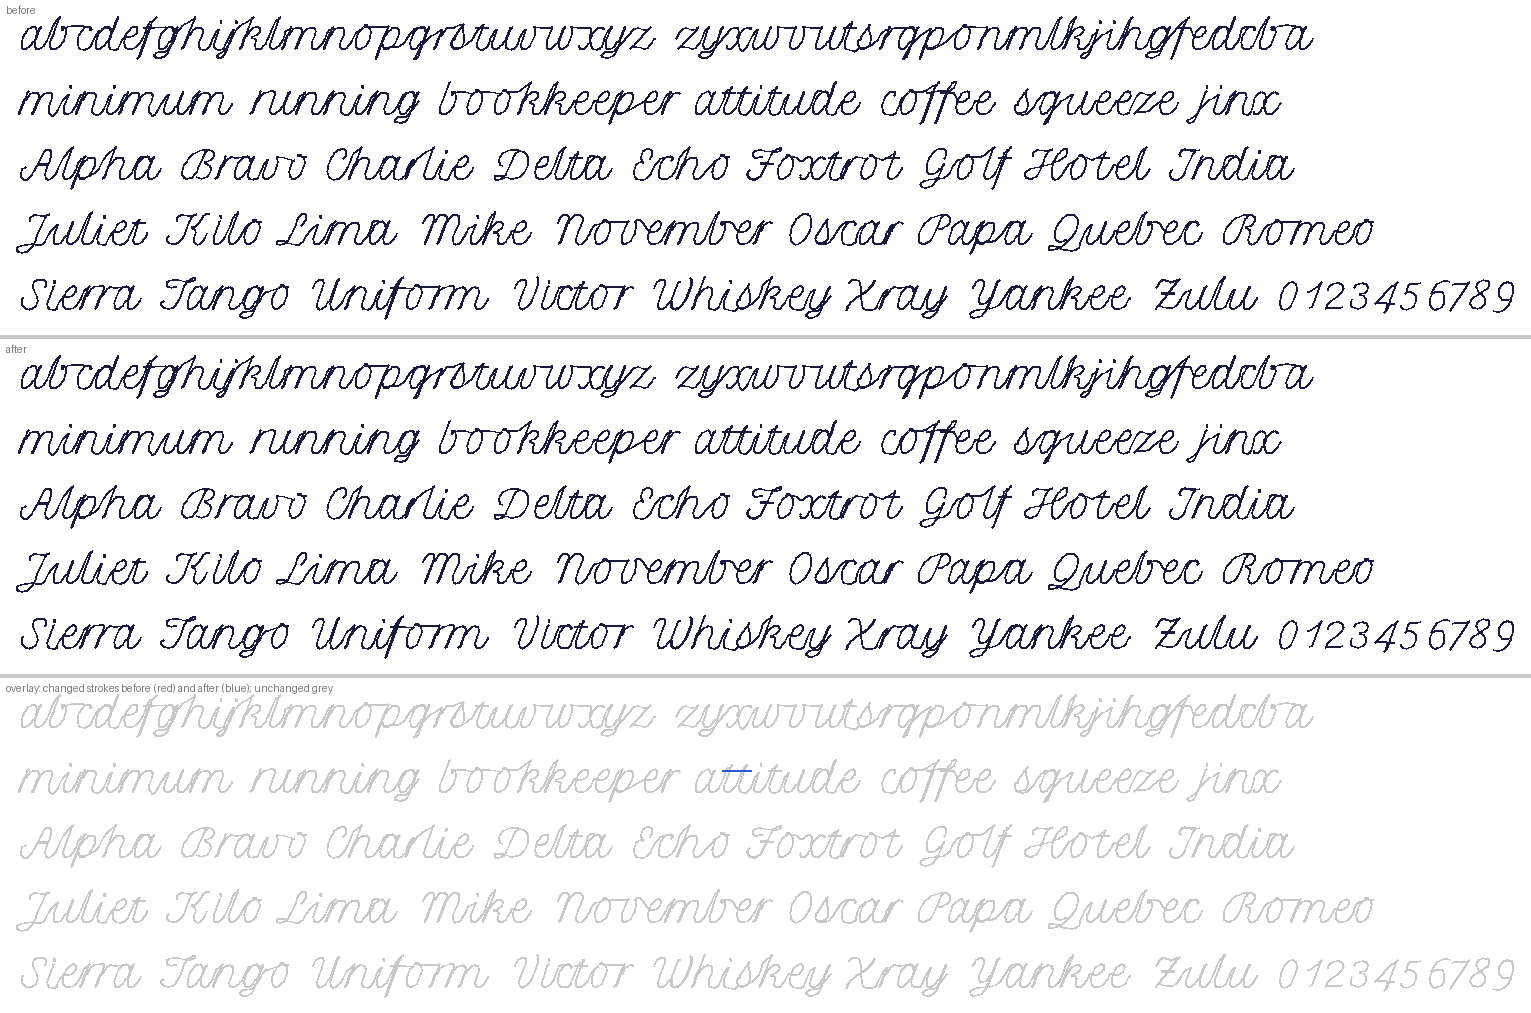 before
abcdefghijklmnopqrstuvwxyz zyxwvutsrqponmlkjihgfedcba
minimum running bookkeeper attitude coffee squeeze jinx
Alpha Bravo Charlie Delta Echo Foxtrot Golf Hotel India
Juliet Kilo Lima Mike November Oscar Papa Quebec Romeo
Sierra Tango Uniform Victor Whiskey Xray Yankee Zulu 0123456789
after
abcdefghijklmnopqrstuvwxyz zyxwvutsrqponmlkjihgfedcba
minimum running bookkeeper attitude coffee squeeze jinx
Alpha Bravo Charlie Delta Echo Foxtrot Golf Hotel India
Juliet Kilo Lima Mike November Oscar Papa Quebec Romeo
Sierra Tango Uniform Victor Whiskey Xray Yankee Zulu 0123456789
overlay: changed strokes before (red) and after (blue); unchanged grey
abcdefghijklmnopqrstuvwxyz zyxwvutsrqponmlkjihgfedcba
minimum running bookkeeper attitude coffee squeeze jinx
Alpha Bravo Charlie Delta Echo Foxtrot Golf Hotel India
Juliet Kilo Lima Mike November Oscar Papa Quebec Romeo
Sierra Tango Uniform Victor Whiskey Xray Yankee Zulu 0123456789